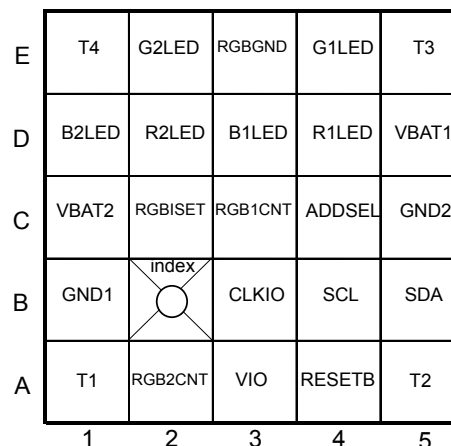 E T4 G2LED RGBGND G1LED T3
D B2LED R2LED B1LED R1LED VBAT1
C VBAT2 RGBISET RGB1CNT ADDSEL GND2
B GND1 index CLKIO SCL SDA
A T1 RGB2CNT VIO RESETB T2
1 2 3 4 5